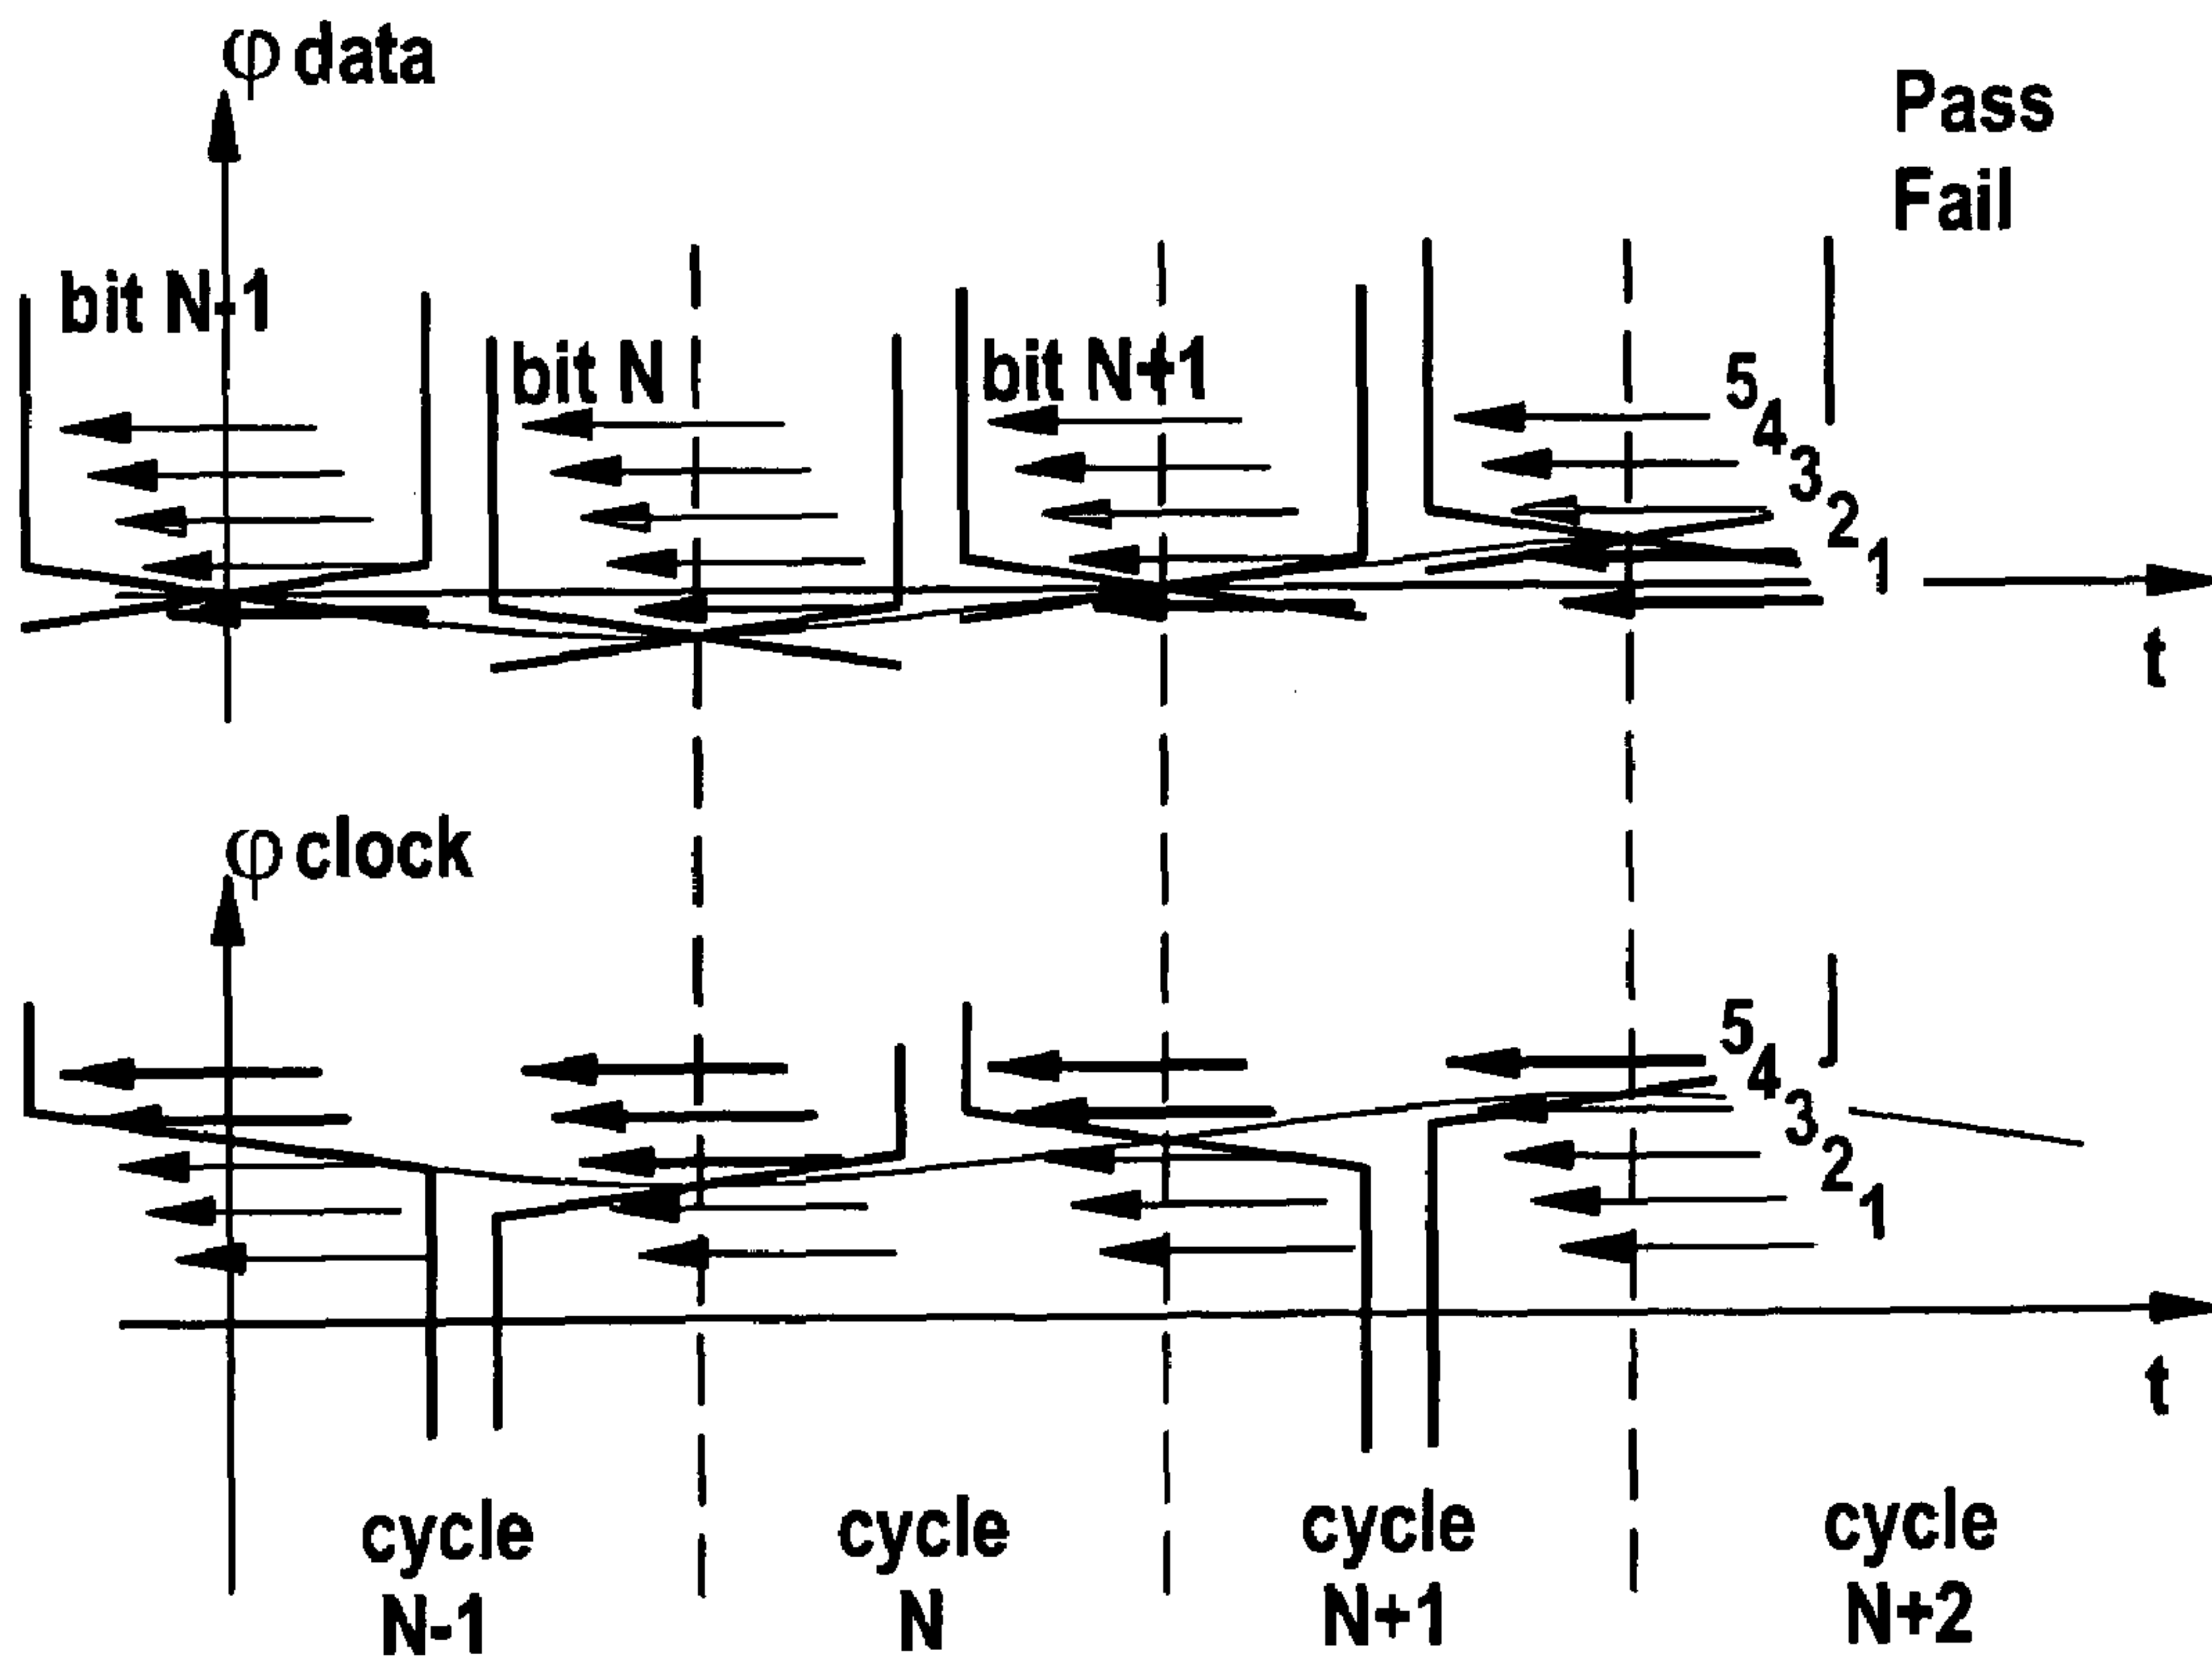 φ data
Pass
Fail
bit N-1
bit N
bit N+1
5
4
3
2
1
t
φ clock
5
4
3
2
1
t
cycle
N-1
cycle
N
cycle
N+1
cycle
N+2